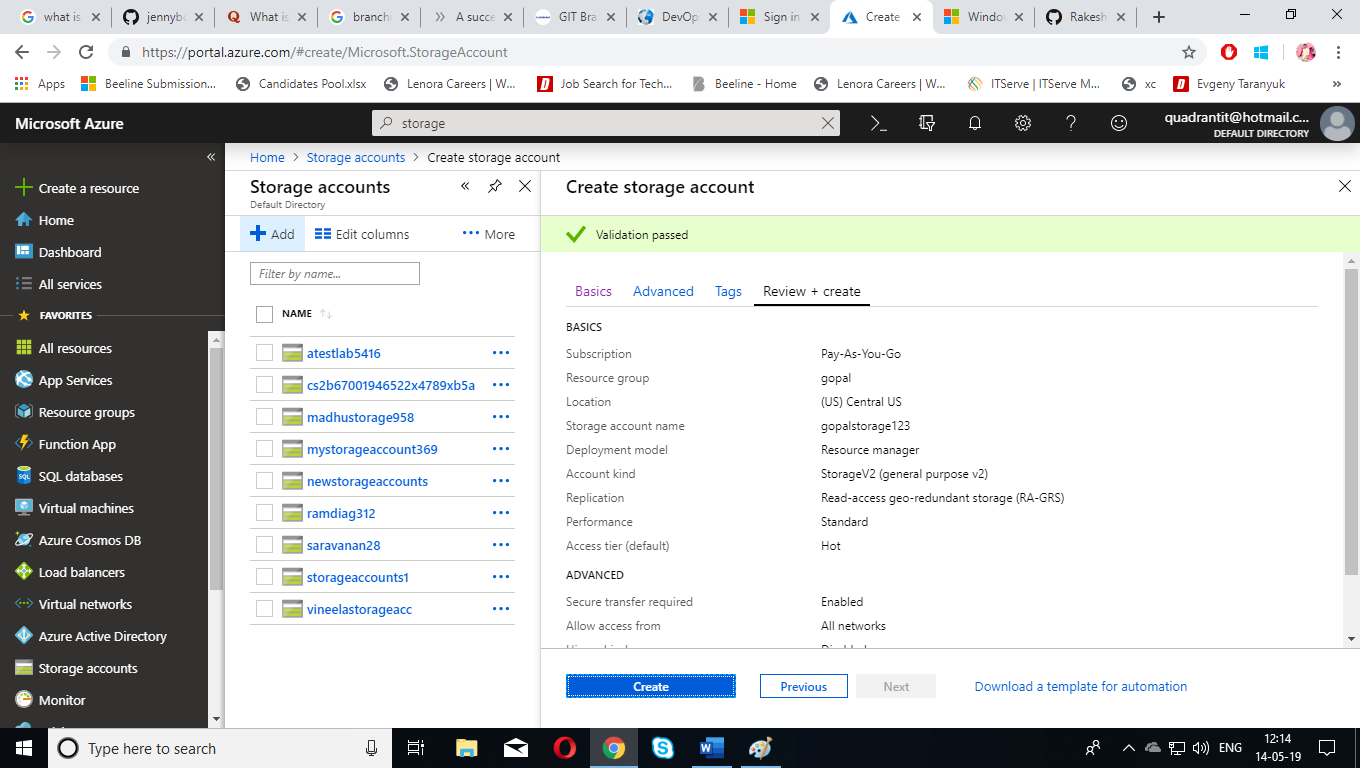 what is
jennyb
What is
branchi
A succe
GIT Bra
DevOp
Sign in
Create
Windo
Rakesh
https://portal.azure.com/#create/Microsoft.StorageAccount
Apps
Beeline Submission...
Candidates Pool.xlsx
Lenora Careers | W...
Job Search for Tech...
Beeline - Home
Lenora Careers | W...
ITServe | ITServe M...
xc
Evgeny Taranyuk
Microsoft Azure
storage
quadrantit@hotmail.c...
DEFAULT DIRECTORY
Create a resource
Home
Dashboard
All services
FAVORITES
All resources
App Services
Resource groups
Function App
SQL databases
Virtual machines
Azure Cosmos DB
Load balancers
Virtual networks
Azure Active Directory
Storage accounts
Monitor
Home > Storage accounts > Create storage account
Storage accounts
Default Directory
Add
Edit columns
More
Filter by name...
NAME
atestlab5416
cs2b67001946522x4789xb5a
madhustorage958
mystorageaccount369
newstorageaccounts
ramdiag312
saravanan28
storageaccounts1
vineelastorageacc
Create storage account
Validation passed
Basics Advanced Tags Review + create
BASICS
Subscription Pay-As-You-Go
Resource group gopal
Location (US) Central US
Storage account name gopalstorage123
Deployment model Resource manager
Account kind StorageV2 (general purpose v2)
Replication Read-access geo-redundant storage (RA-GRS)
Performance Standard
Access tier (default) Hot
ADVANCED
Secure transfer required Enabled
Allow access from All networks
Create
Previous
Next
Download a template for automation
Type here to search
ENG
12:14
14-05-19